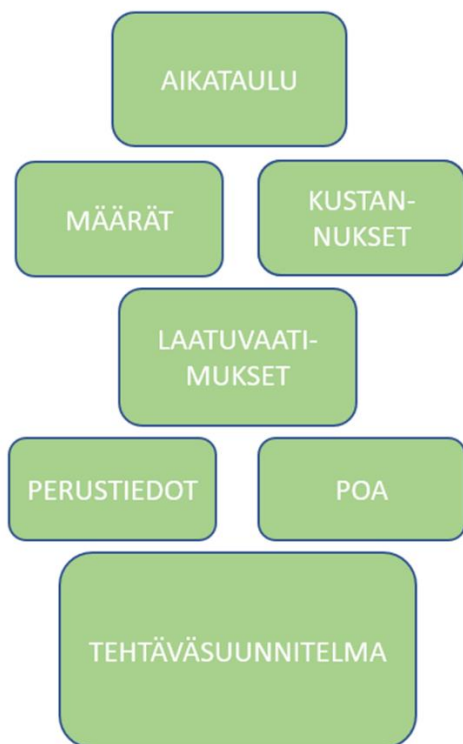 AIKATAULU
MÄÄRÄT
KUSTAN-
NUKSET
LAATUVAATI-
MUKSET
PERUSTIEDOT
POA
TEHTÄVÄSUUNNITELMA